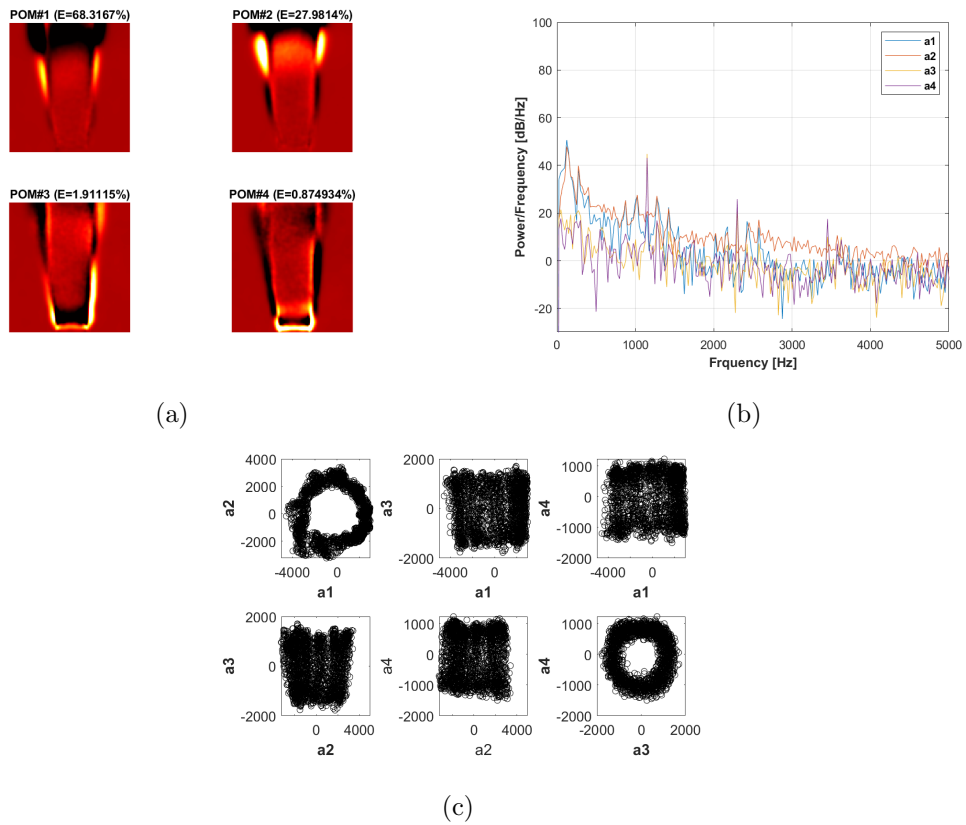 POM#1 (E=68.3167%)
POM#2 (E=27.9814%)
POM#3 (E=1.91115%)
POM#4 (E=0.874934%)
(a)
100
80
60
40
20
0
-20
0
1000
2000
3000
4000
5000
Power/Frequency [dB/Hz]
Frquency [Hz]
a1
a2
a3
a4
(b)
4000
2000
0
-2000
-4000
0
a2
a1
2000
0
-2000
-4000
0
a3
a1
1000
0
-1000
-2000
-4000
0
a4
a1
2000
0
-2000
0
4000
a3
a2
1000
0
-1000
-2000
0
4000
a4
a2
1000
0
-1000
-2000
-2000
0
2000
a4
a3
(c)